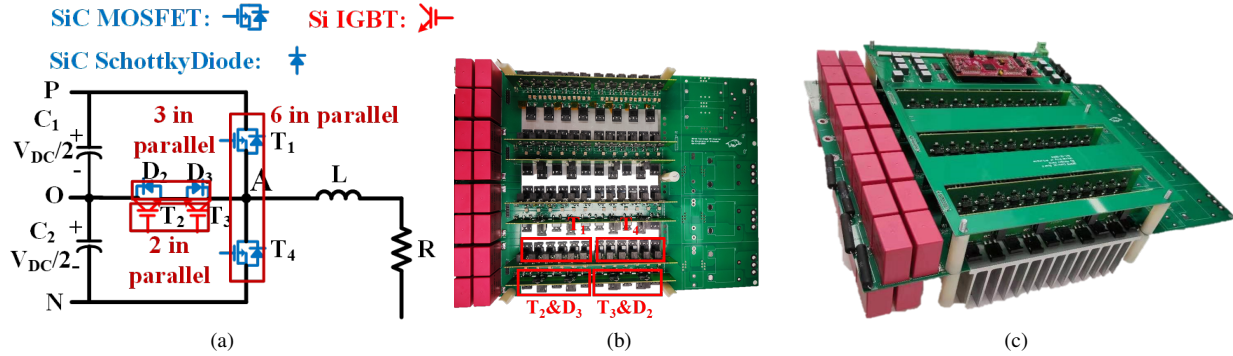 SiC MOSFET:
Si IGBT:
SiC SchottkyDiode:
P
3 in
parallel
6 in parallel
C1
+
VDC/2
-
T1
D2
D3
A
L
O
T2
T3
C2
+
VDC/2
-
2 in
parallel
T4
R
N
T1
T4
T2&D3
T3&D2
(a)
(b)
(c)